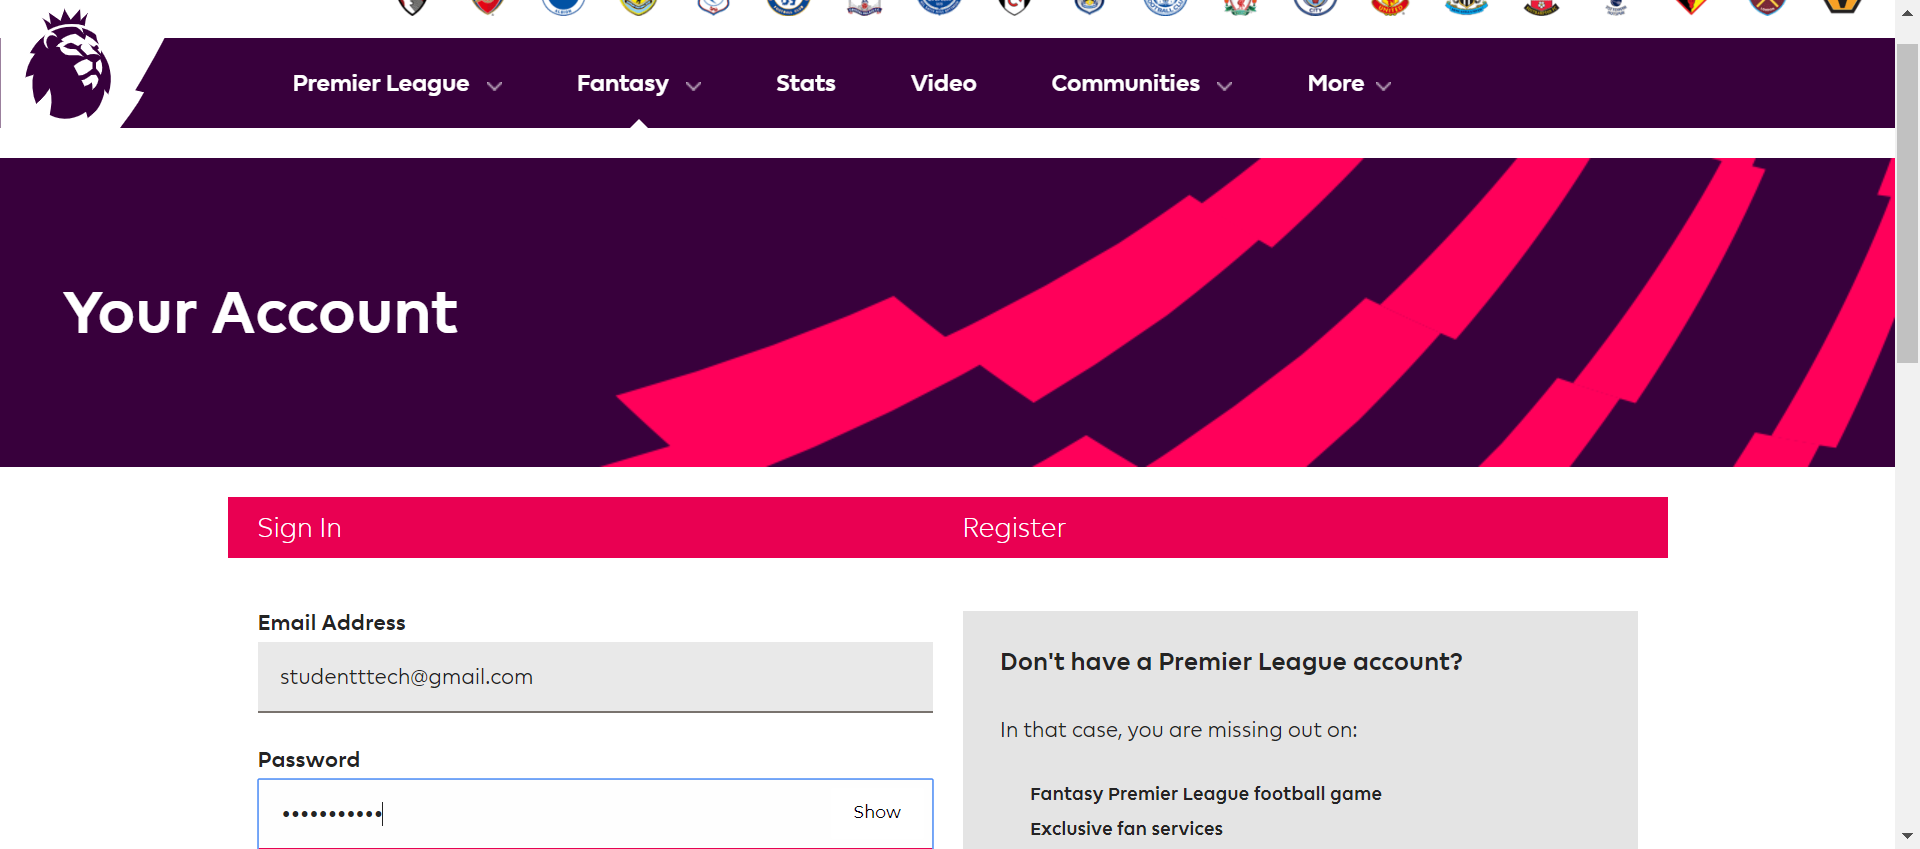 Premier League Fantasy Stats Video Communities More
Your Account
Sign In
Register
Email Address
studentttech@gmail.com
Password
Show
Don't have a Premier League account?
In that case, you are missing out on:
Fantasy Premier League football game
Exclusive fan services